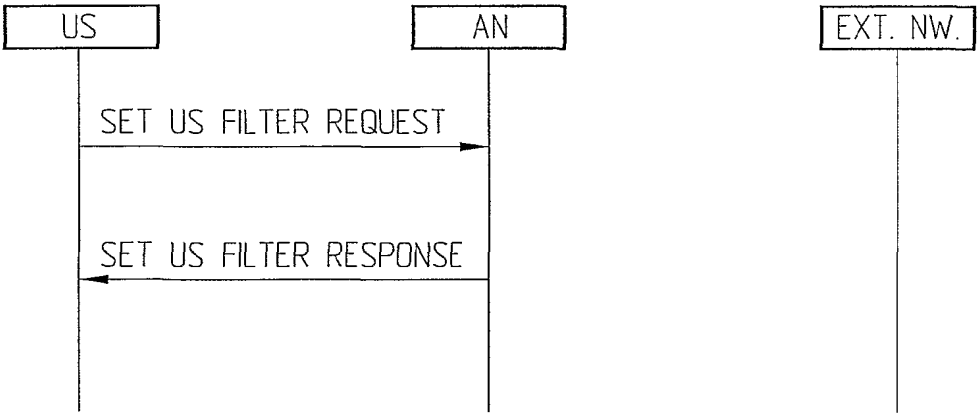 US
AN
EXT. NW.
SET US FILTER REQUEST
SET US FILTER RESPONSE